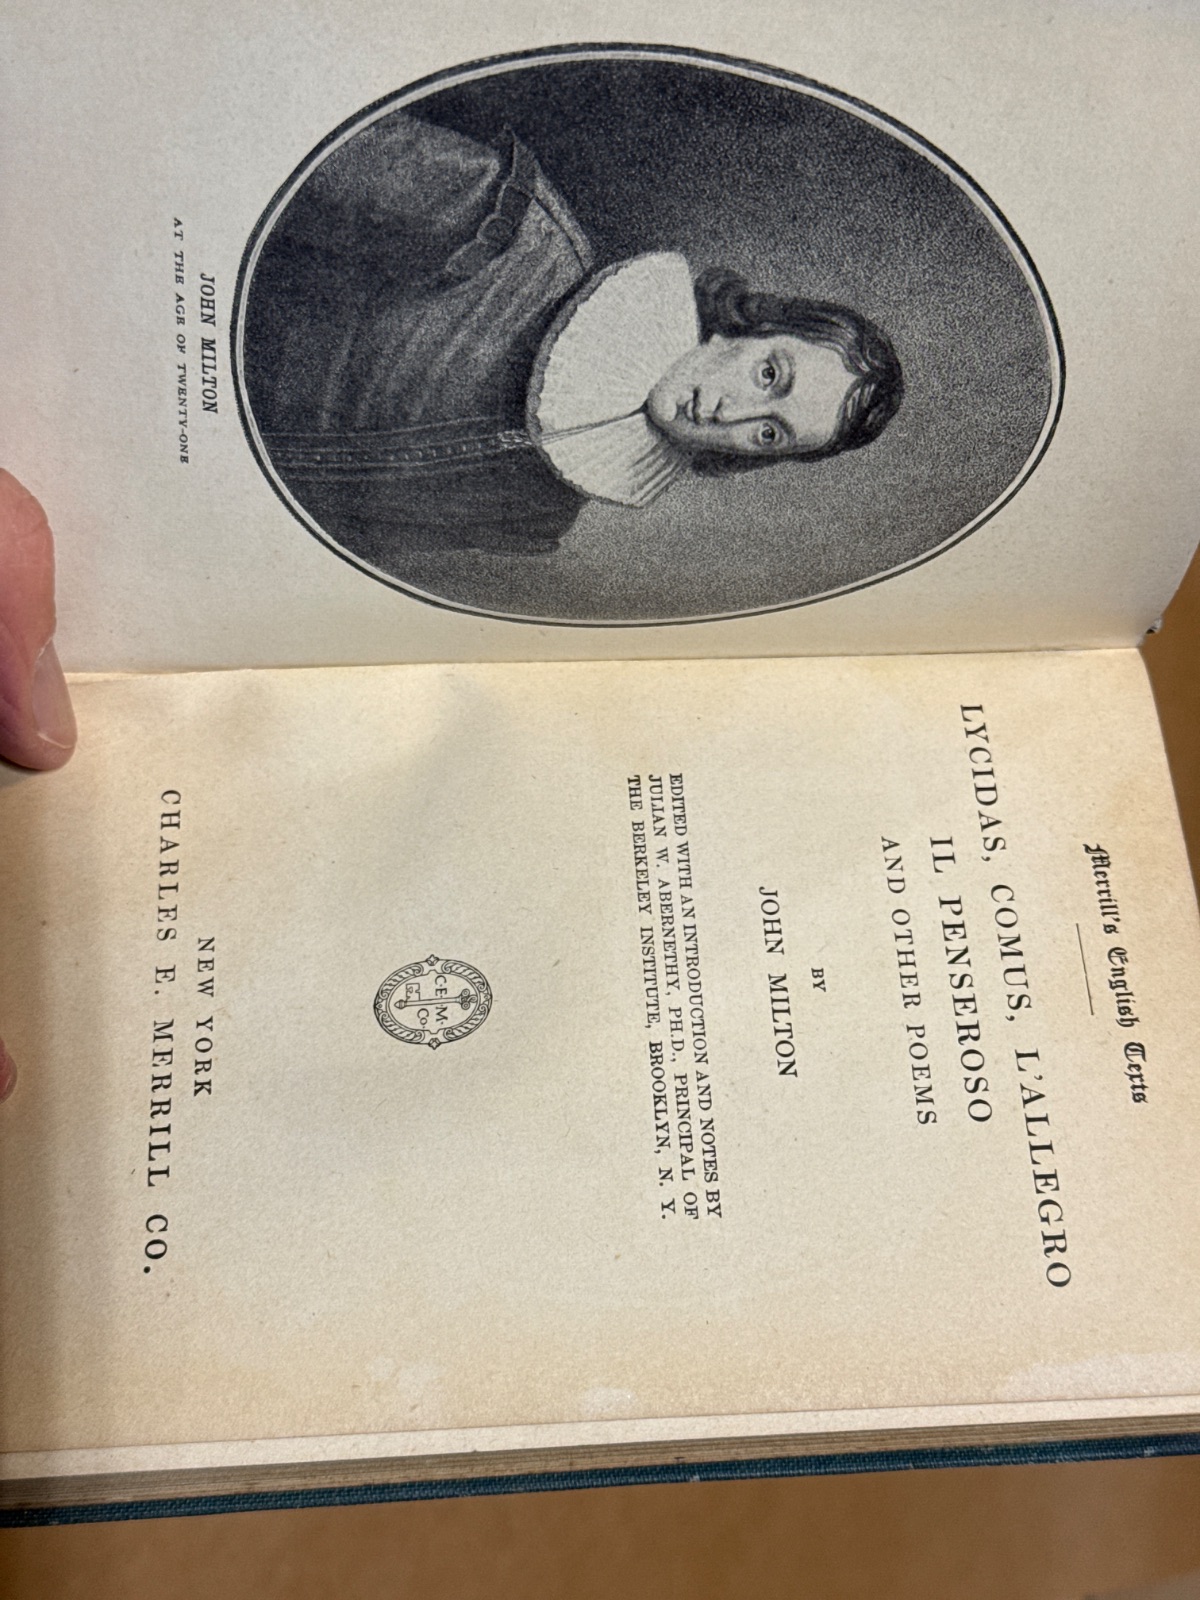 JOHN MILTON
AT THE AGE OF TWENTY-ONE
Merrill's English Texts
LYCIDAS, COMUS, L'ALLEGRO
IL PENSEROSO
AND OTHER POEMS
BY
JOHN MILTON
EDITED WITH AN INTRODUCTION AND NOTES BY
JULIAN W. ABERNETHY, PH.D., PRINCIPAL OF
THE BERKELEY INSTITUTE, BROOKLYN, N. Y.
C. E. M.
Co.
NEW YORK
CHARLES E. MERRILL CO.